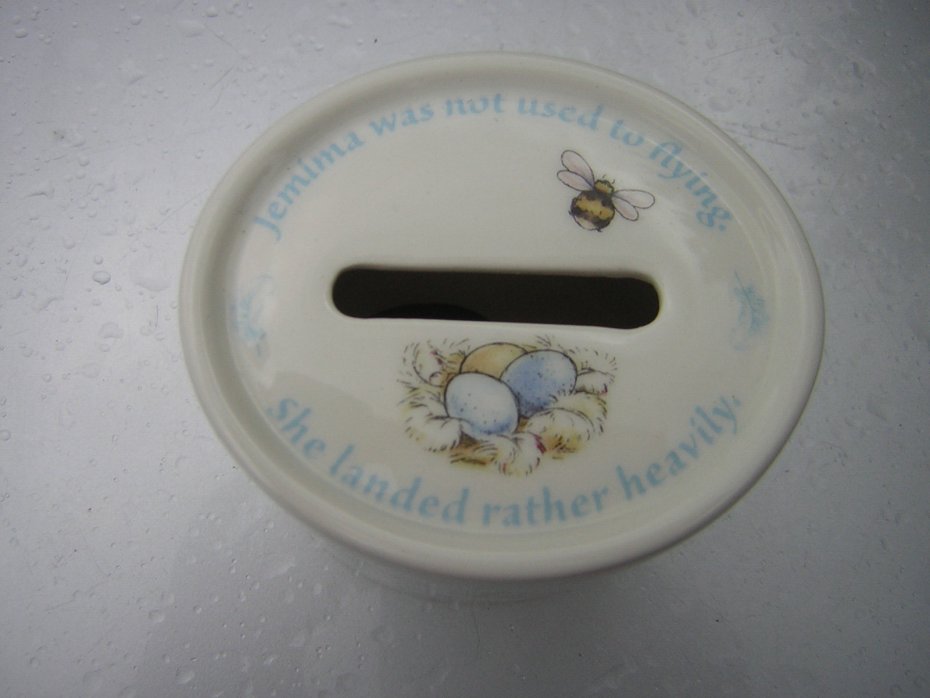 Jemima was not used to flying.
She landed rather heavily.